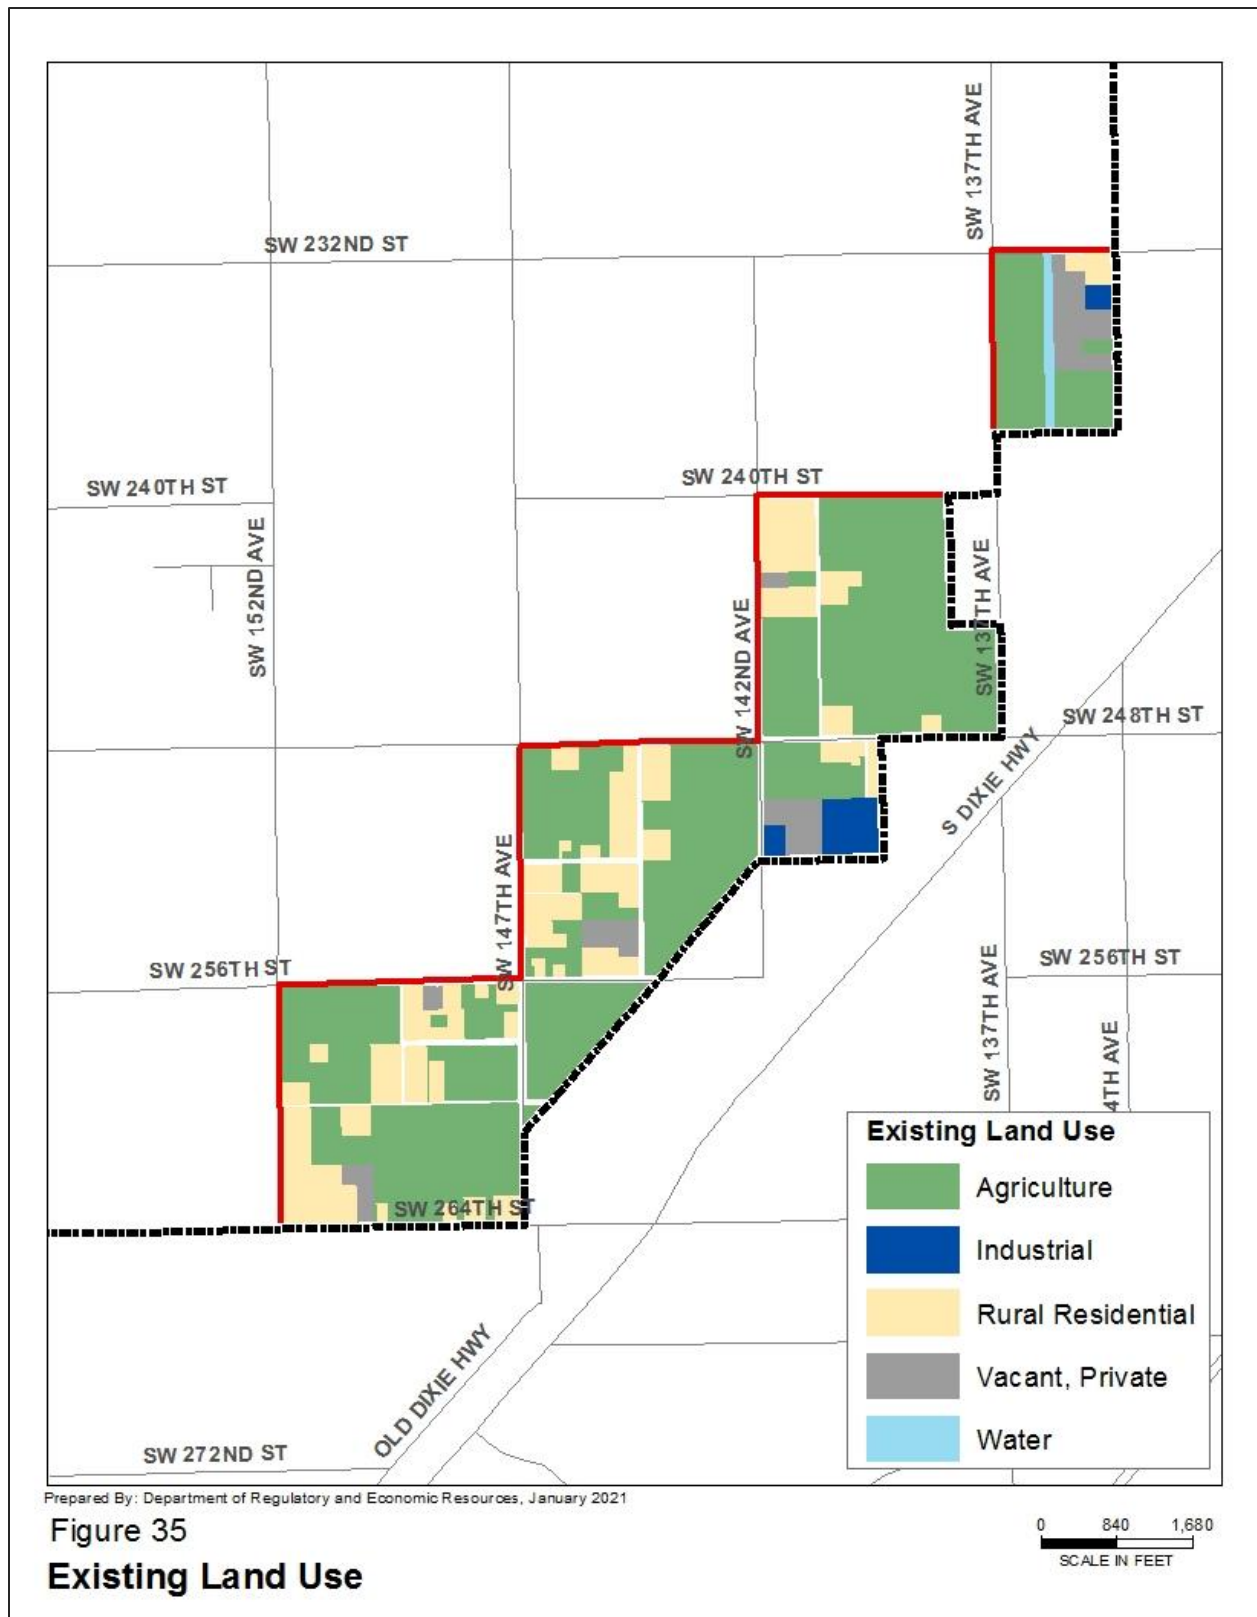 SW 137TH AVE
SW 232ND ST
SW 240TH ST
SW 240TH ST
SW 152ND AVE
SW 137TH AVE
SW 142ND AVE
SW 248TH ST
S DIXIE HWY
SW 147TH AVE
SW 256TH ST
SW 256TH ST
SW 137TH AVE
4TH AVE
SW 264TH ST
OLD DIXIE HWY
SW 272ND ST
Existing Land Use
Agriculture
Industrial
Rural Residential
Vacant, Private
Water
Prepared By: Department of Regulatory and Economic Resources, January 2021
Figure 35
Existing Land Use
0 840 1,680
SCALE IN FEET